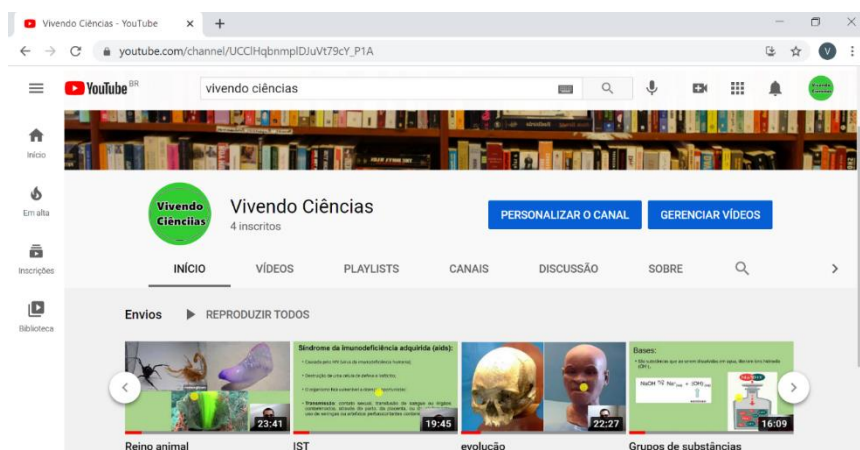 Vivendo Ciências - YouTube
youtube.com/channel/UCClHqbnmplDJuVt79cY_P1A
V
YouTube BR
vivendo ciências
Início
Em alta
Inscrições
Biblioteca
Vivendo Ciênciias
Vivendo Ciências
4 inscritos
PERSONALIZAR O CANAL
GERENCIAR VÍDEOS
INÍCIO VÍDEOS PLAYLISTS CANAIS DISCUSSÃO SOBRE
Envios REPRODUZIR TODOS
23:41
Síndrome da imunodeficiência adquirida (aids):
19:45
22:27
Bases:
16:09
Reino animal
IST
evolução
Grupos de substâncias